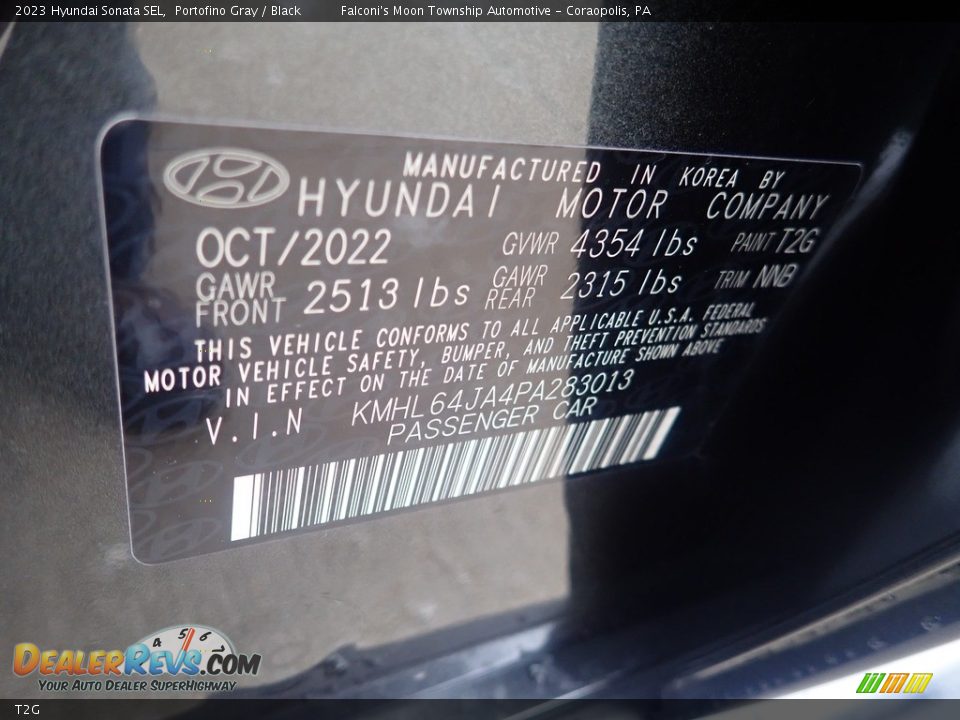 2023 Hyundai Sonata SEL, Portofino Gray / Black Falconi's Moon Township Automotive - Coraopolis, PA
MANUFACTURED IN KOREA BY
HYUNDAI MOTOR COMPANY
OCT/2022 GVWR 4354 lbs PAINT T2G
GAWR FRONT 2513 lbs GAWR REAR 2315 lbs TRIM NNB
THIS VEHICLE CONFORMS TO ALL APPLICABLE U.S.A. FEDERAL
MOTOR VEHICLE SAFETY, BUMPER, AND THEFT PREVENTION STANDARDS
IN EFFECT ON THE DATE OF MANUFACTURE SHOWN ABOVE
V.I.N KMHL64JA4PA283013
PASSENGER CAR
4 5 6
DEALERREVS.COM
YOUR AUTO DEALER SUPERHIGHWAY
T2G